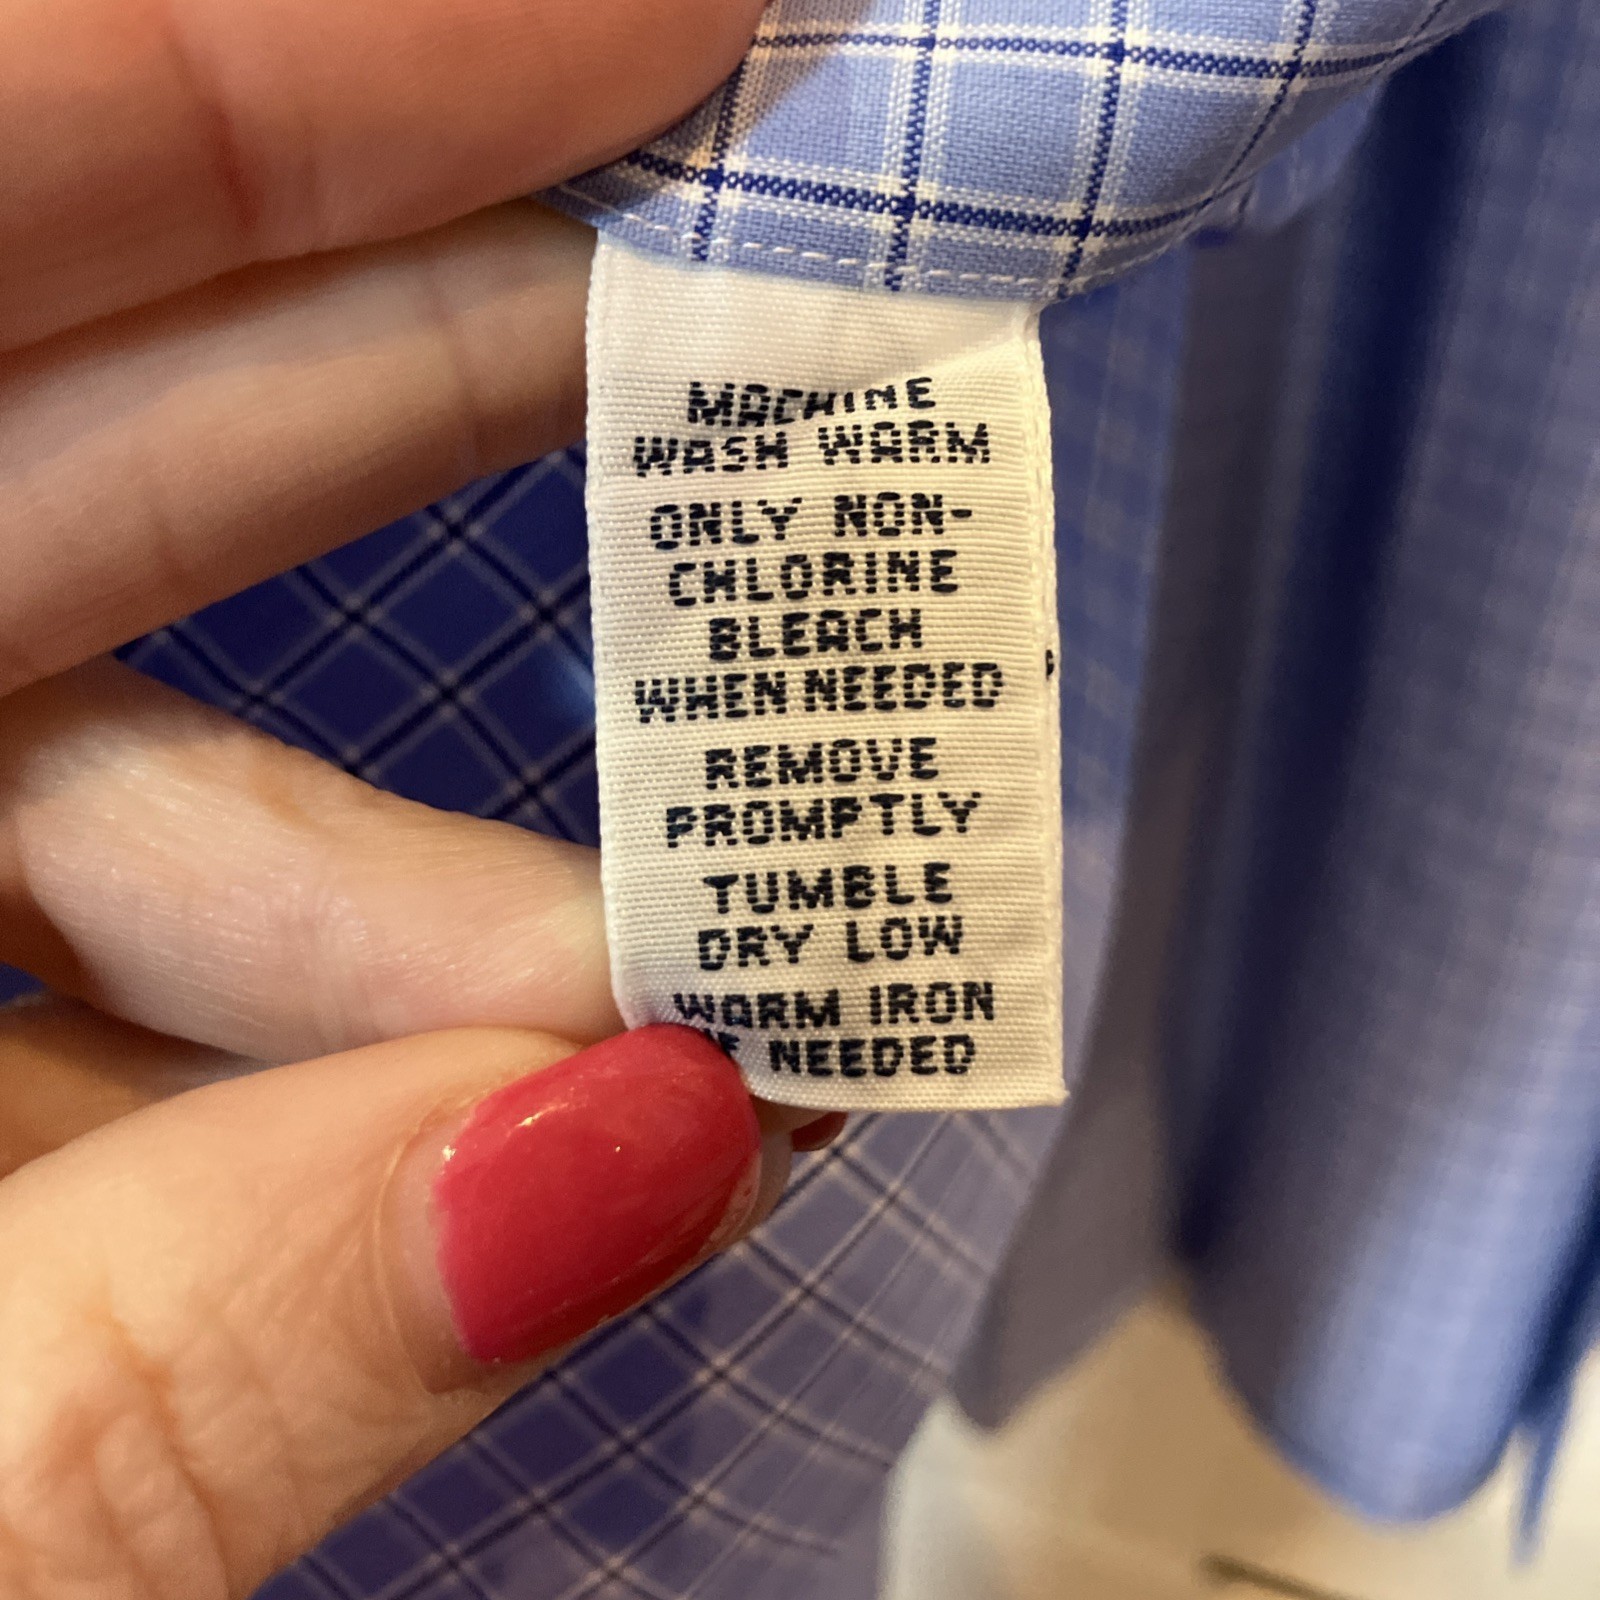 MACHINE
WASH WARM
ONLY NON-
CHLORINE
BLEACH
WHEN NEEDED
REMOVE
PROMPTLY
TUMBLE
DRY LOW
WARM IRON
NEEDED